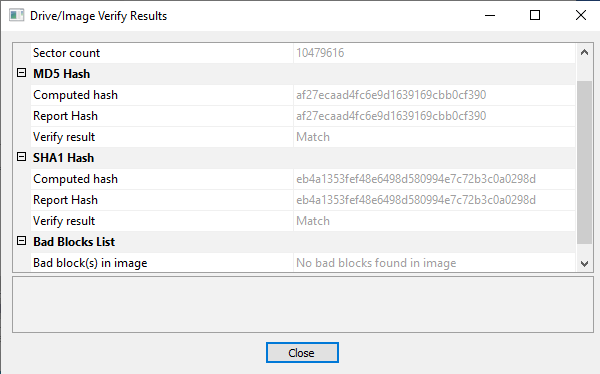 Drive/Image Verify Results
Sector count 10479616
MD5 Hash
Computed hash af27ecaad4fc6e9d1639169cbb0cf390
Report Hash af27ecaad4fc6e9d1639169cbb0cf390
Verify result Match
SHA1 Hash
Computed hash eb4a1353fef48e6498d580994e7c72b3c0a0298d
Report Hash eb4a1353fef48e6498d580994e7c72b3c0a0298d
Verify result Match
Bad Blocks List
Bad block(s) in image No bad blocks found in image
Close